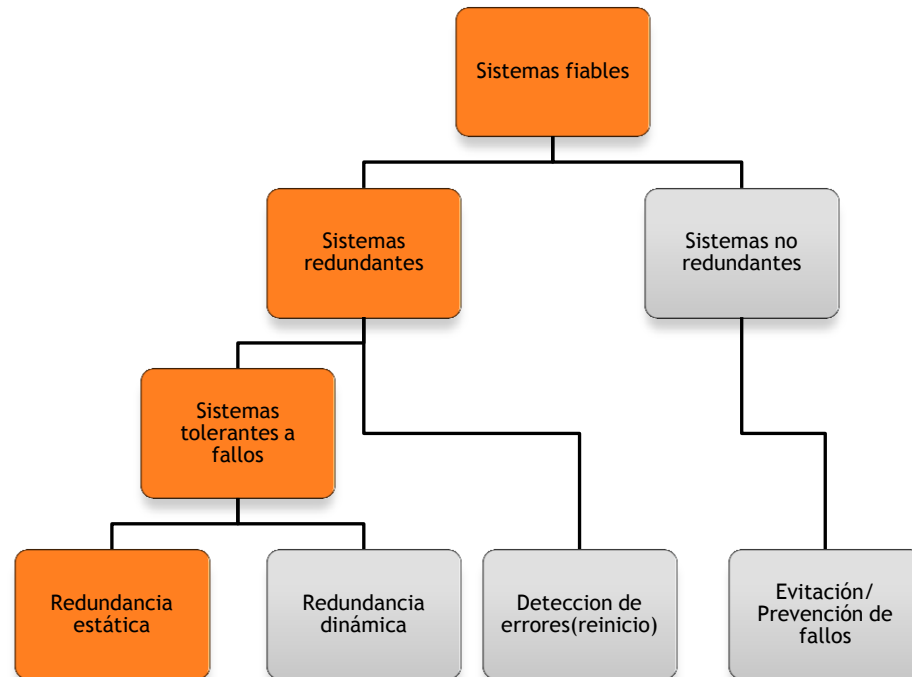 Sistemas fiables
Sistemas
redundantes
Sistemas no
redundantes
Sistemas
tolerantes a
fallos
Redundancia
estática
Redundancia
dinámica
Deteccion de
errores(reinicio)
Evitación/
Prevención de
fallos